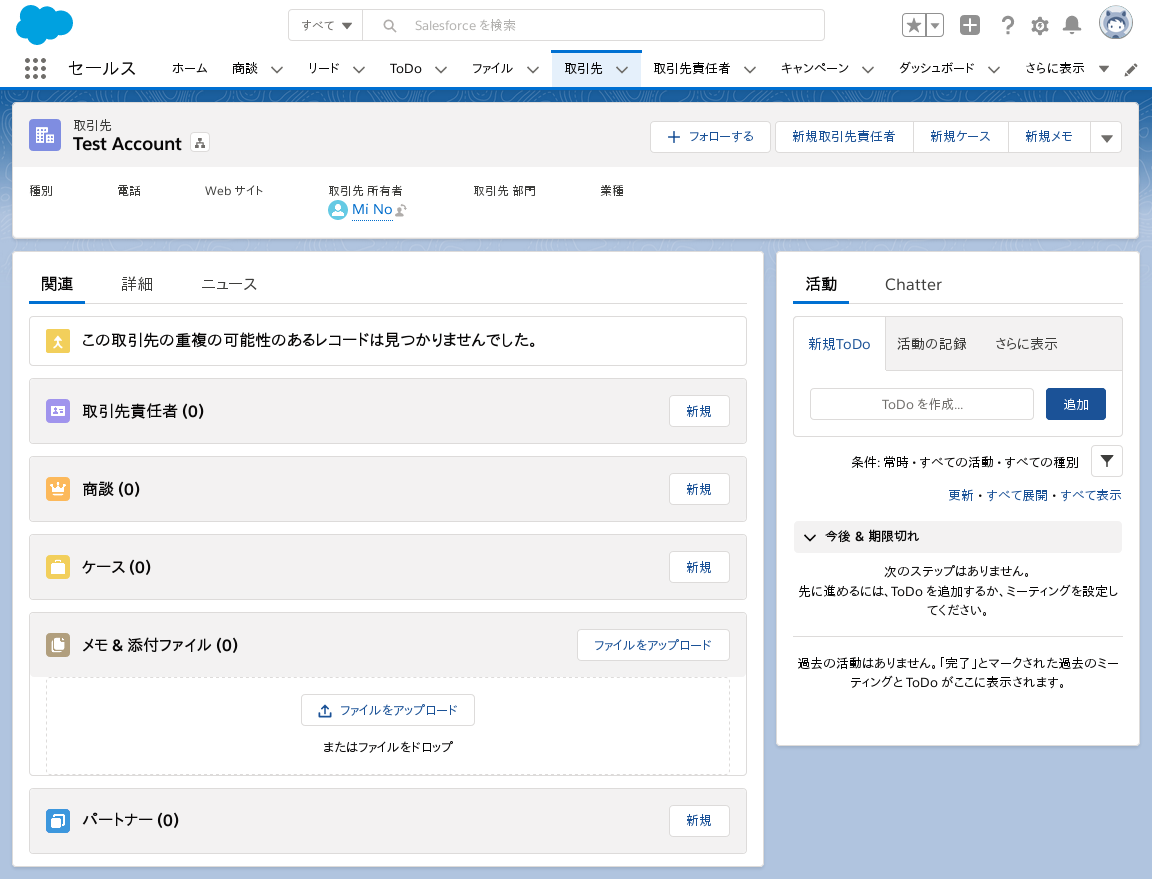 すべて
Salesforce を検索
セールス
ホーム
商談
リード
ToDo
ファイル
取引先
取引先責任者
キャンペーン
ダッシュボード
さらに表示
取引先
Test Account
フォローする
新規取引先責任者
新規ケース
新規メモ
種別
電話
Web サイト
取引先 所有者
取引先 部門
業種
Mi No
関連
詳細
ニュース
この取引先の重複の可能性のあるレコードは見つかりませんでした。
取引先責任者 (0)
新規
商談 (0)
新規
ケース (0)
新規
メモ & 添付ファイル (0)
ファイルをアップロード
ファイルをアップロード
またはファイルをドロップ
パートナー (0)
新規
活動
Chatter
新規ToDo
活動の記録
さらに表示
ToDo を作成...
追加
条件: 常時・すべての活動・すべての種別
更新・すべて展開・すべて表示
今後 & 期限切れ
次のステップはありません。
先に進めるには、ToDo を追加するか、ミーティングを設定し
てください。
過去の活動はありません。「完了」とマークされた過去のミー
ティングと ToDo がここに表示されます。